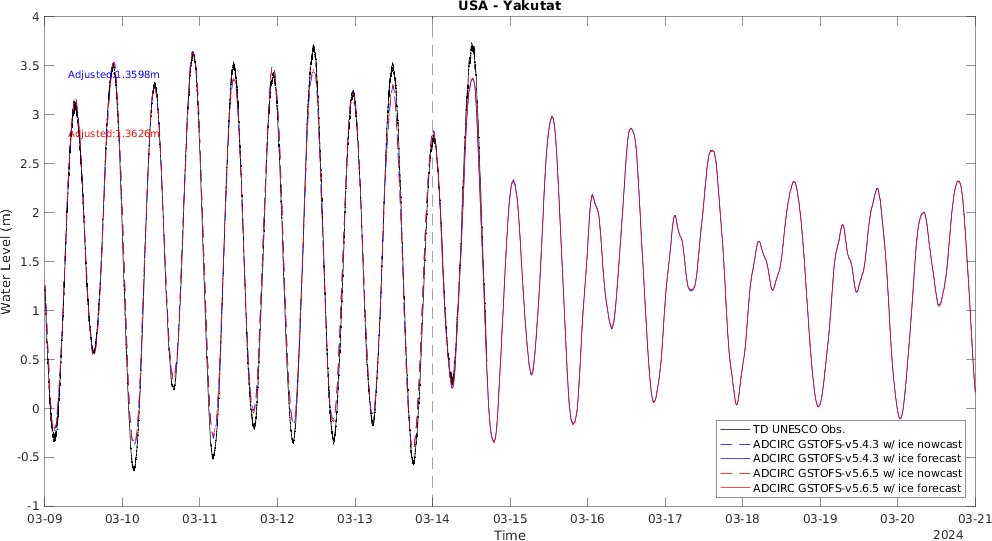 USA - Yakutat
4
3.5
3
2.5
2
1.5
1
0.5
0
-0.5
-1
Water Level (m)
Adjusted:1.3598m
Adjusted:1.3626m
TD UNESCO Obs.
ADCIRC GSTOFS-v5.4.3 w/ ice nowcast
ADCIRC GSTOFS-v5.4.3 w/ ice forecast
ADCIRC GSTOFS-v5.6.5 w/ ice nowcast
ADCIRC GSTOFS-v5.6.5 w/ ice forecast
03-09 03-10 03-11 03-12 03-13 03-14 03-15 03-16 03-17 03-18 03-19 03-20 03-21
Time
2024